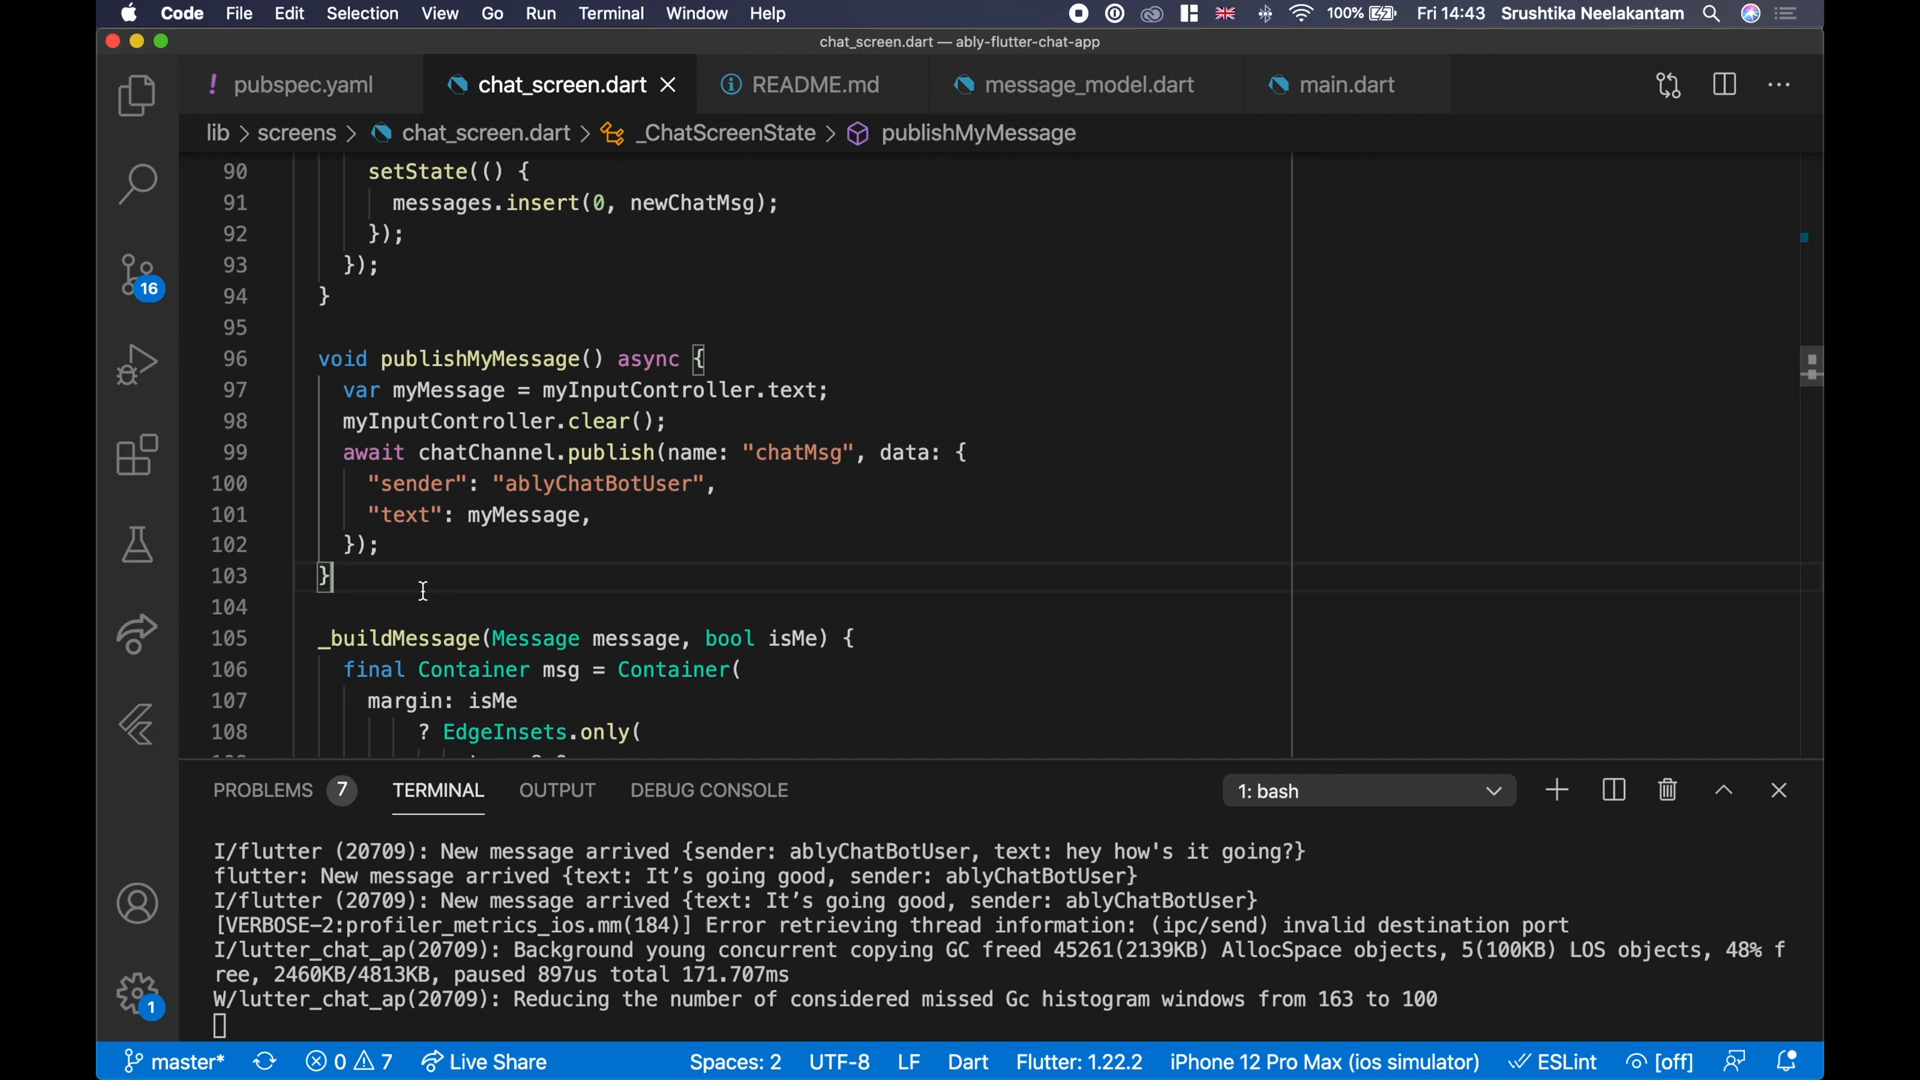 Code File Edit Selection View Go Run Terminal Window Help 100% Fri 14:43 Srushtika Neelakantam
chat_screen.dart — ably-flutter-chat-app
! pubspec.yaml chat_screen.dart README.md message_model.dart main.dart
lib > screens > chat_screen.dart > _ChatScreenState > publishMyMessage
90 setState(() {
91 messages.insert(0, newChatMsg);
92 });
93 });
94 }
95
96 void publishMyMessage() async {
97 var myMessage = myInputController.text;
98 myInputController.clear();
99 await chatChannel.publish(name: "chatMsg", data: {
100 "sender": "ablyChatBotUser",
101 "text": myMessage,
102 });
103 }
104
105 _buildMessage(Message message, bool isMe) {
106 final Container msg = Container(
107 margin: isMe
108 ? EdgeInsets.only(
16
1
PROBLEMS 7 TERMINAL OUTPUT DEBUG CONSOLE 1: bash
I/flutter (20709): New message arrived {sender: ablyChatBotUser, text: hey how's it going?}
flutter: New message arrived {text: It’s going good, sender: ablyChatBotUser}
I/flutter (20709): New message arrived {text: It’s going good, sender: ablyChatBotUser}
[VERBOSE-2:profiler_metrics_ios.mm(184)] Error retrieving thread information: (ipc/send) invalid destination port
I/lutter_chat_ap(20709): Background young concurrent copying GC freed 45261(2139KB) AllocSpace objects, 5(100KB) LOS objects, 48% f
ree, 2460KB/4813KB, paused 897us total 171.707ms
W/lutter_chat_ap(20709): Reducing the number of considered missed Gc histogram windows from 163 to 100
master* 0 7 Live Share Spaces: 2 UTF-8 LF Dart Flutter: 1.22.2 iPhone 12 Pro Max (ios simulator) ESLint [off]